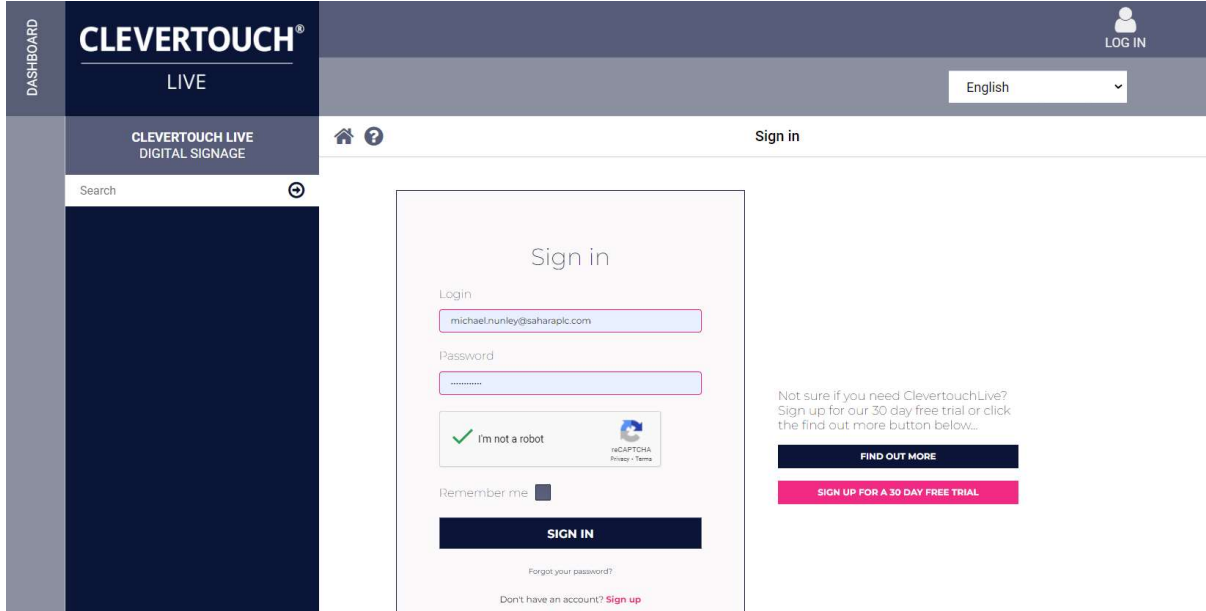 DASHBOARD
CLEVERTOUCH®
LIVE
LOG IN
English
CLEVERTOUCH LIVE
DIGITAL SIGNAGE
Sign in
Search
Sign in
Login
michael.nunley@saharaplc.com
Password
............
I'm not a robot
reCAPTCHA
Privacy - Terms
Remember me
SIGN IN
Forgot your password?
Don't have an account? Sign up
Not sure if you need ClevertouchLive?
Sign up for our 30 day free trial or click
the find out more button below...
FIND OUT MORE
SIGN UP FOR A 30 DAY FREE TRIAL